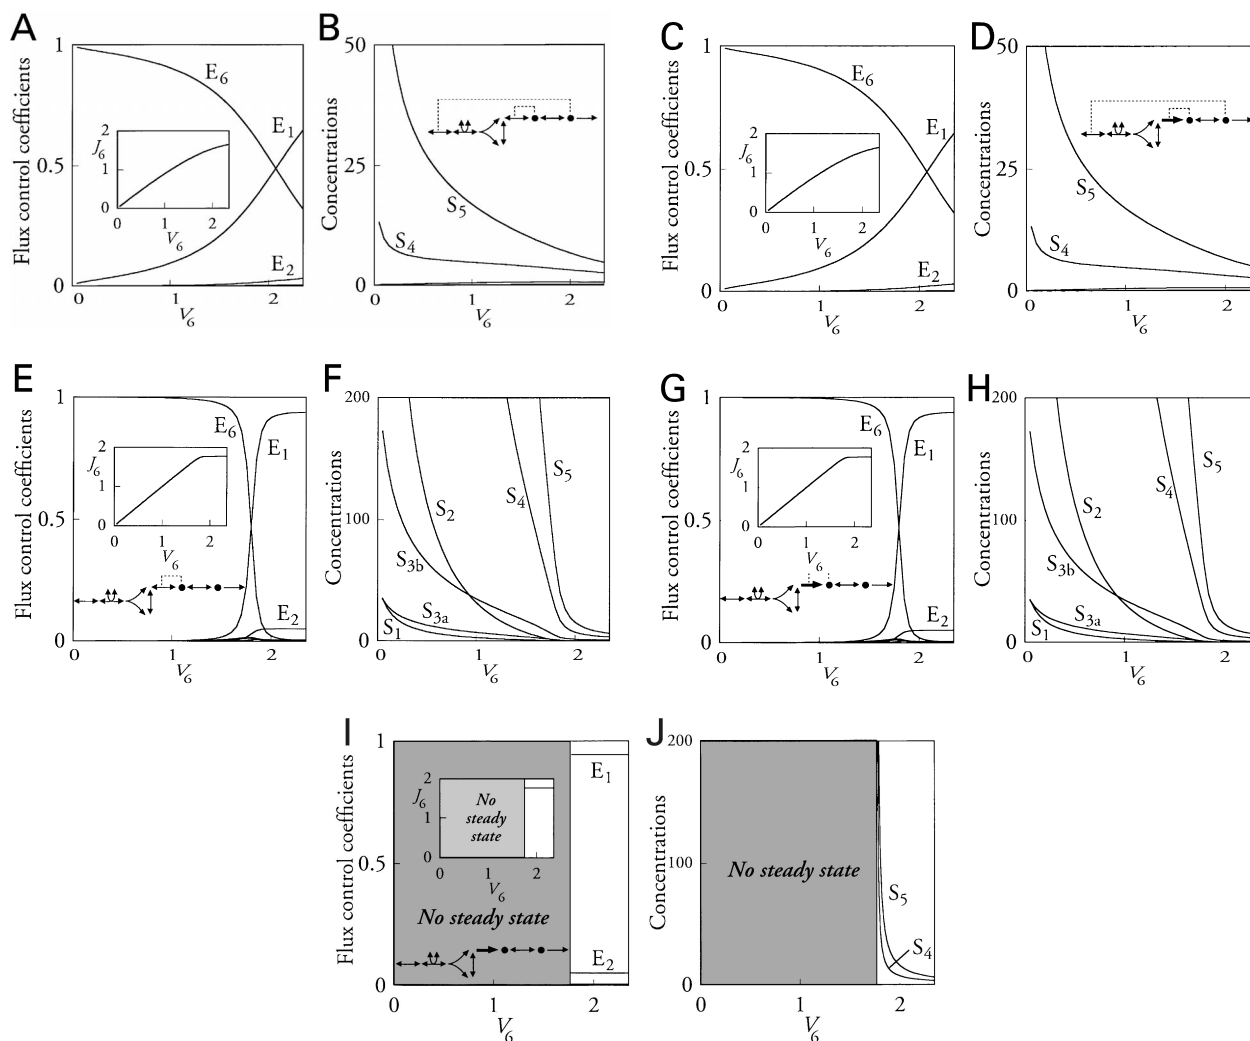 A
Flux control coefficients
1
0.5
0
E6
E1
E2
2
J6
1
0
0 1 2
V6
0 1 2
V6
B
Concentrations
50
25
0
S5
S4
0 1 2
V6
C
Flux control coefficients
1
0.5
0
E6
E1
E2
2
J6
1
0
0 1 2
V6
0 1 2
V6
D
Concentrations
50
25
0
S5
S4
0 1 2
V6
E
Flux control coefficients
1
0.5
0
E6
E1
E2
2
J6
1
0
0 1 2
V6
0 1 2
V6
F
Concentrations
200
100
0
S5
S4
S2
S3b
S3a
S1
0 1 2
V6
G
Flux control coefficients
1
0.5
0
E6
E1
E2
2
J6
1
0
0 1 2
V6
0 1 2
V6
H
Concentrations
200
100
0
S5
S4
S2
S3b
S3a
S1
0 1 2
V6
I
Flux control coefficients
1
0.5
0
E1
2
J6
1
0
No
steady
state
0 1 2
V6
No steady state
E2
0 1 2
V6
J
Concentrations
200
100
0
No steady state
S5
S4
0 1 2
V6